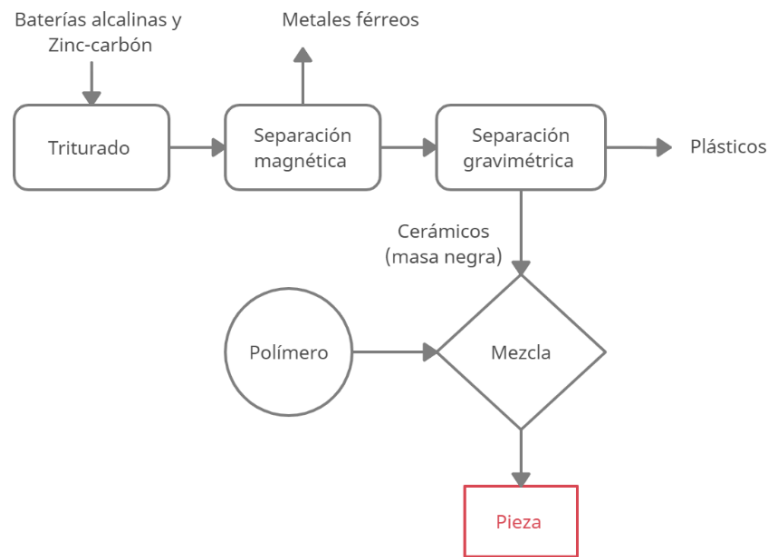 Baterías alcalinas y
Zinc-carbón
Metales férreos
Triturado
Separación
magnética
Separación
gravimétrica
Plásticos
Cerámicos
(masa negra)
Polímero
Mezcla
Pieza